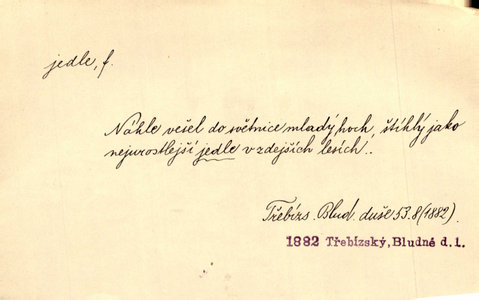 jedle, f.
Náhle vešel do světnice mladý hoch, štíhlý jako
nejurostlejší jedle v zdejších lesích..
Třebízs. Blud. duše 53.8 (1882).
1882 Třebízský, Bludné d. 1.